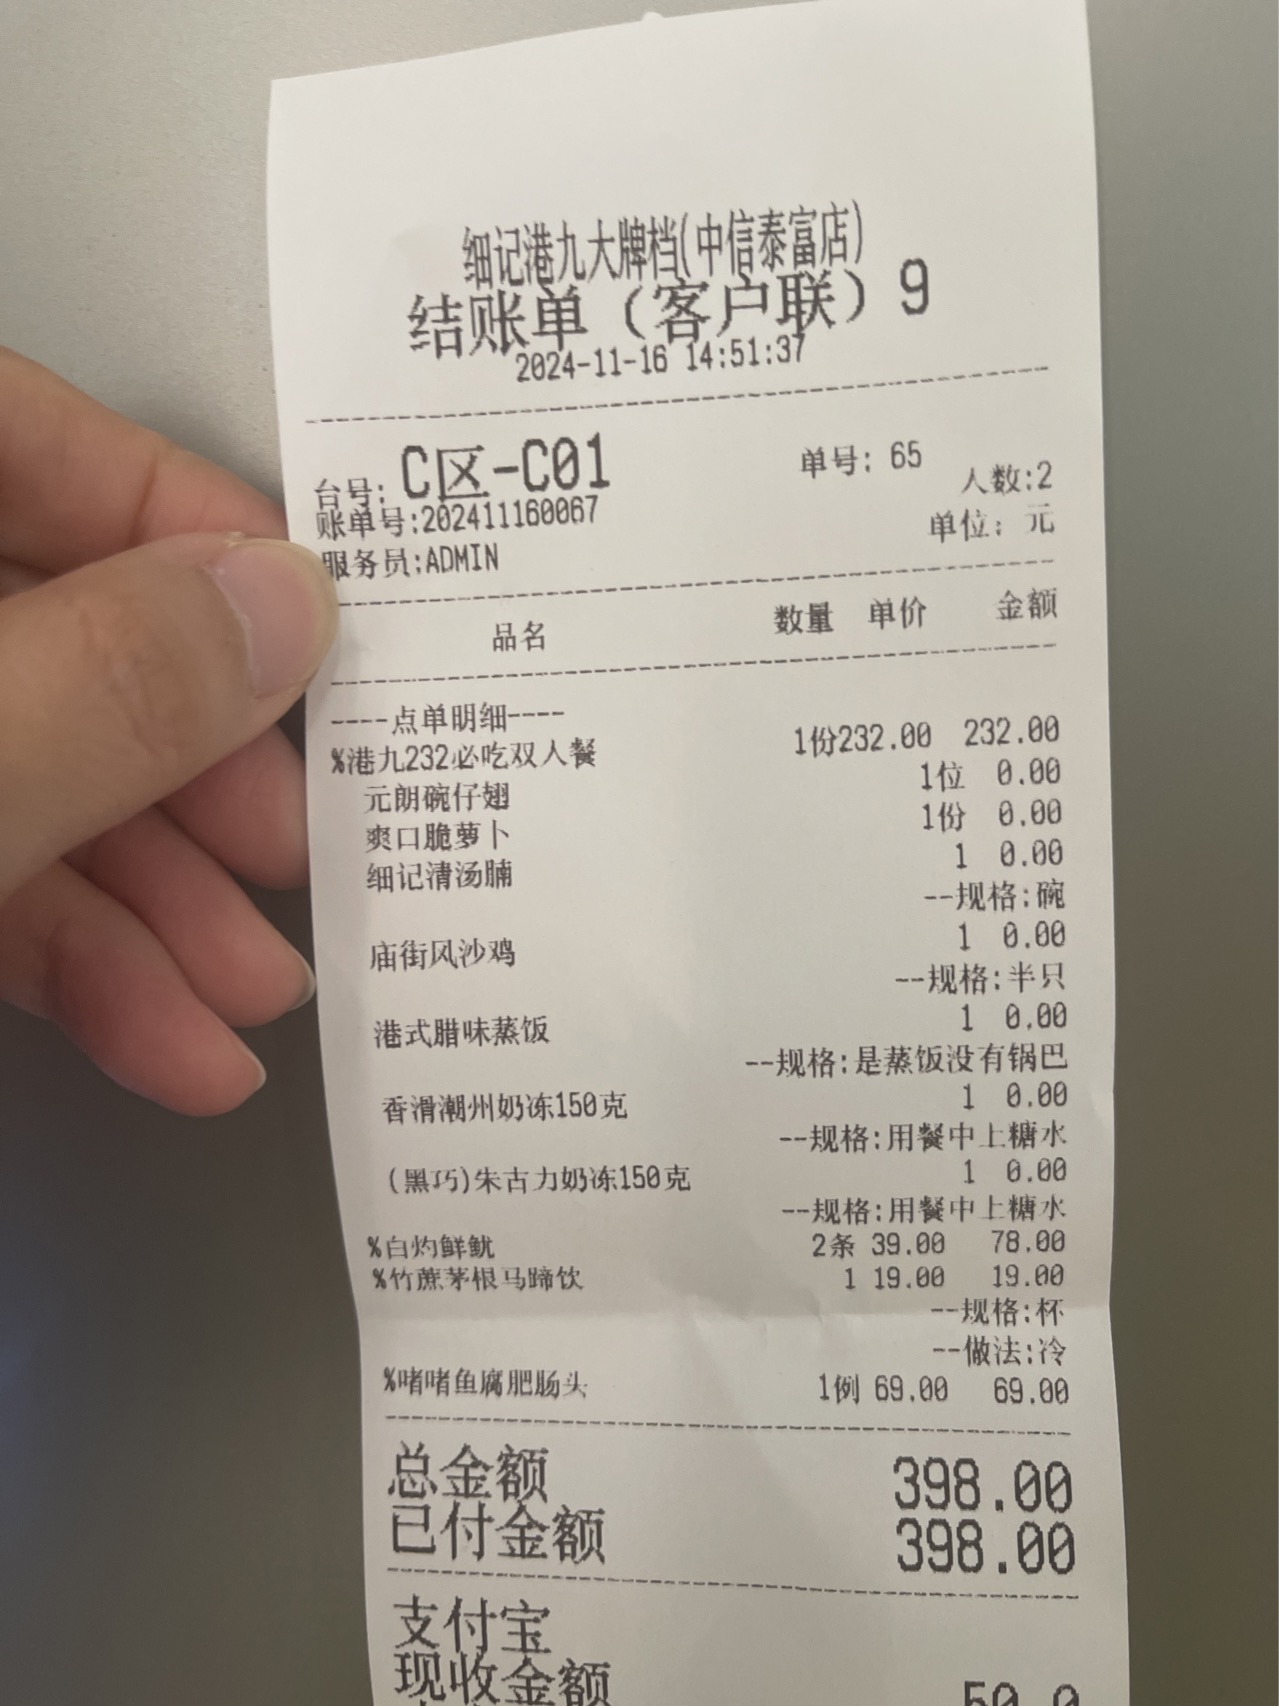 细记港九大牌档(中信泰富店)
结账单（客户联）9
2024-11-16 14:51:37
台号: C区-C01 单号: 65
账单号:202411160067 人数:2
服务员:ADMIN 单位: 元
品名 数量 单价 金额
----点单明细----
%港九232必吃双人餐 1份232.00 232.00
元朗碗仔翅 1位 0.00
爽口脆萝卜 1份 0.00
细记清汤腩 1 0.00
--规格:碗
庙街风沙鸡 1 0.00
--规格:半只
港式腊味蒸饭 1 0.00
--规格:是蒸饭没有锅巴
香滑潮州奶冻150克 1 0.00
--规格:用餐中上糖水
(黑巧)朱古力奶冻150克 1 0.00
--规格:用餐中上糖水
%白灼鲜鱿 2条 39.00 78.00
%竹蔗茅根马蹄饮 1 19.00 19.00
--规格:杯
--做法:冷
%啫啫鱼腐肥肠头 1例 69.00 69.00
总金额 398.00
已付金额 398.00
支付宝
现收金额